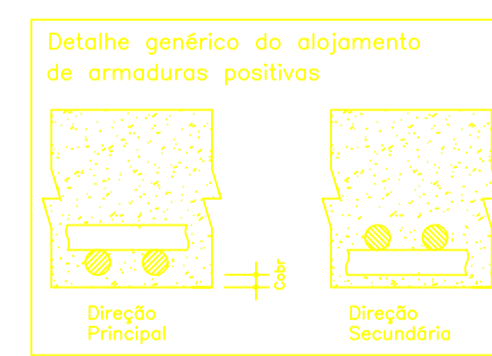 Detalhe genérico do alojamento
de armaduras positivas
Cobr
Direção
Principal
Direção
Secundária